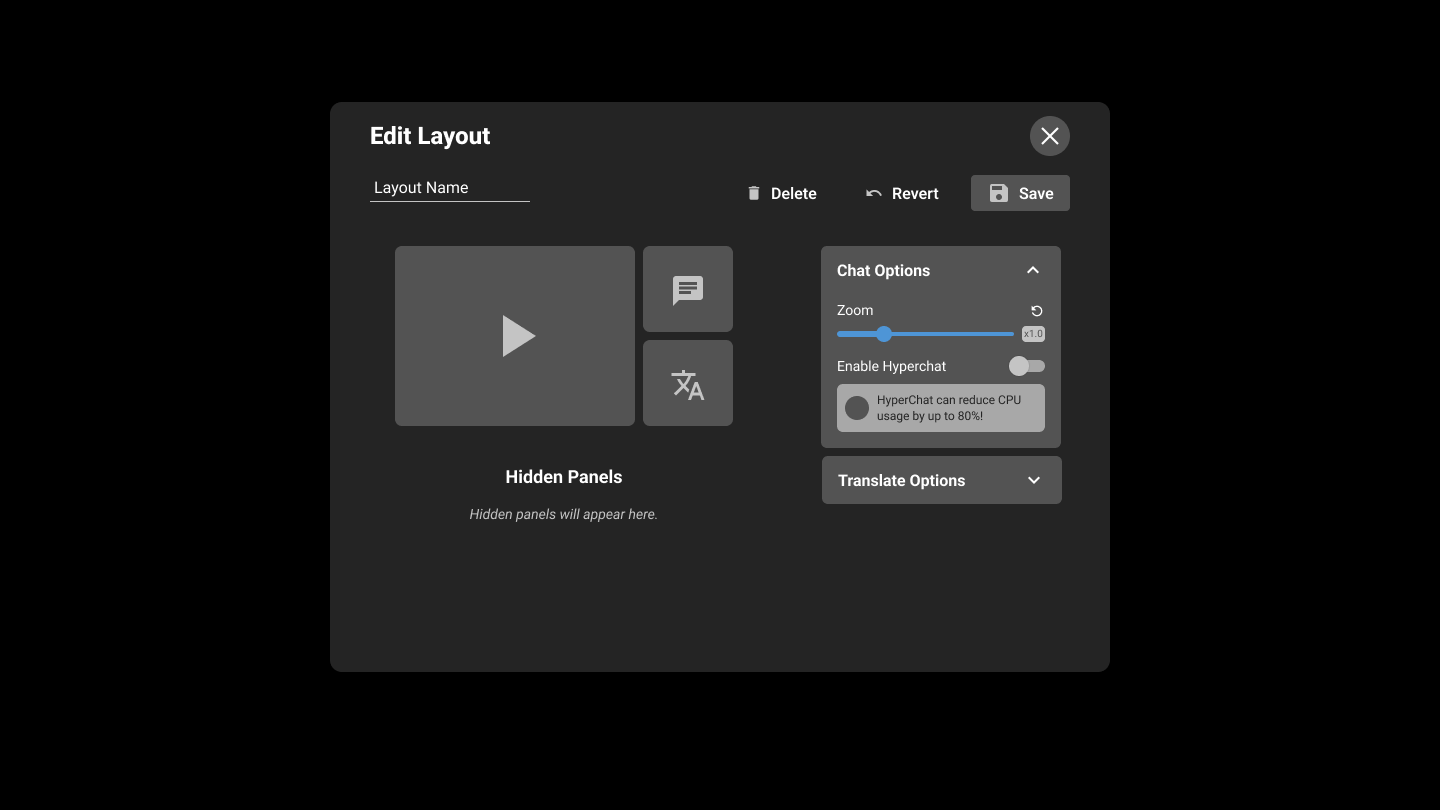 Edit Layout
Layout Name
Delete
Revert
Save
Chat Options
Zoom
x1.0
Enable Hyperchat
HyperChat can reduce CPU
usage by up to 80%!
Translate Options
Hidden Panels
Hidden panels will appear here.